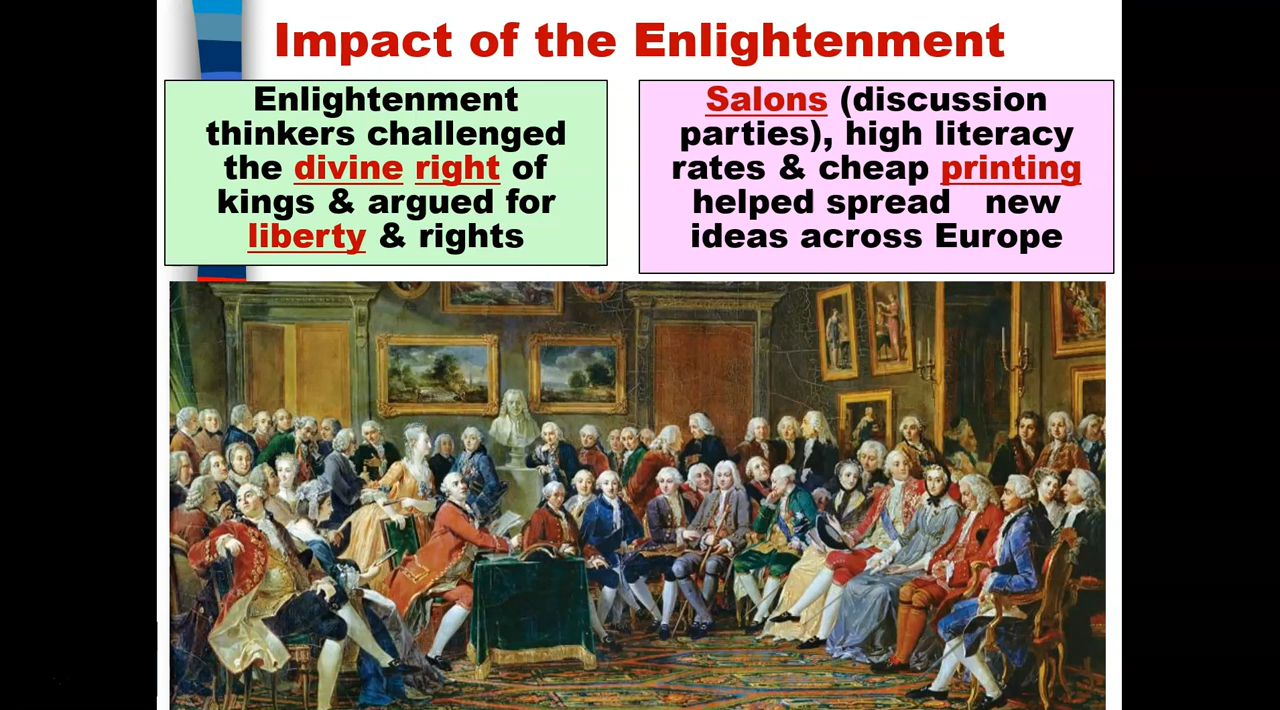 Impact of the Enlightenment
Enlightenment
thinkers challenged
the divine right of
kings & argued for
liberty & rights
Salons (discussion
parties), high literacy
rates & cheap printing
helped spread new
ideas across Europe